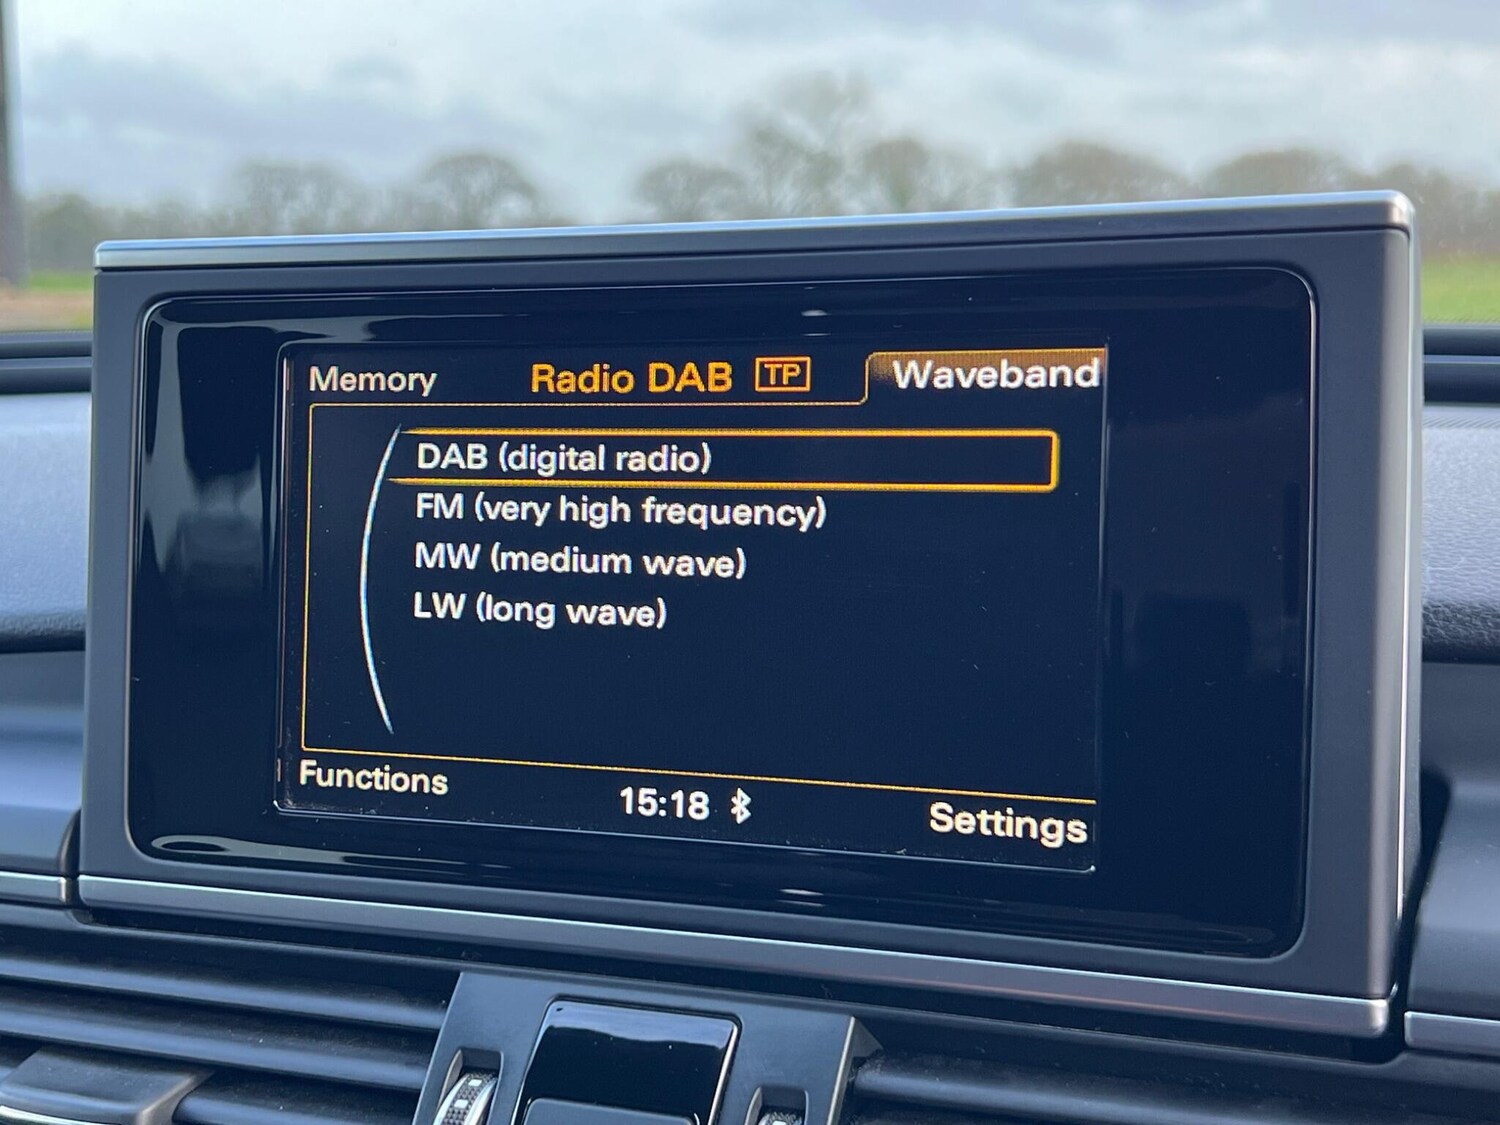 Memory Radio DAB TP Waveband
DAB (digital radio)
FM (very high frequency)
MW (medium wave)
LW (long wave)
Functions 15:18 Settings